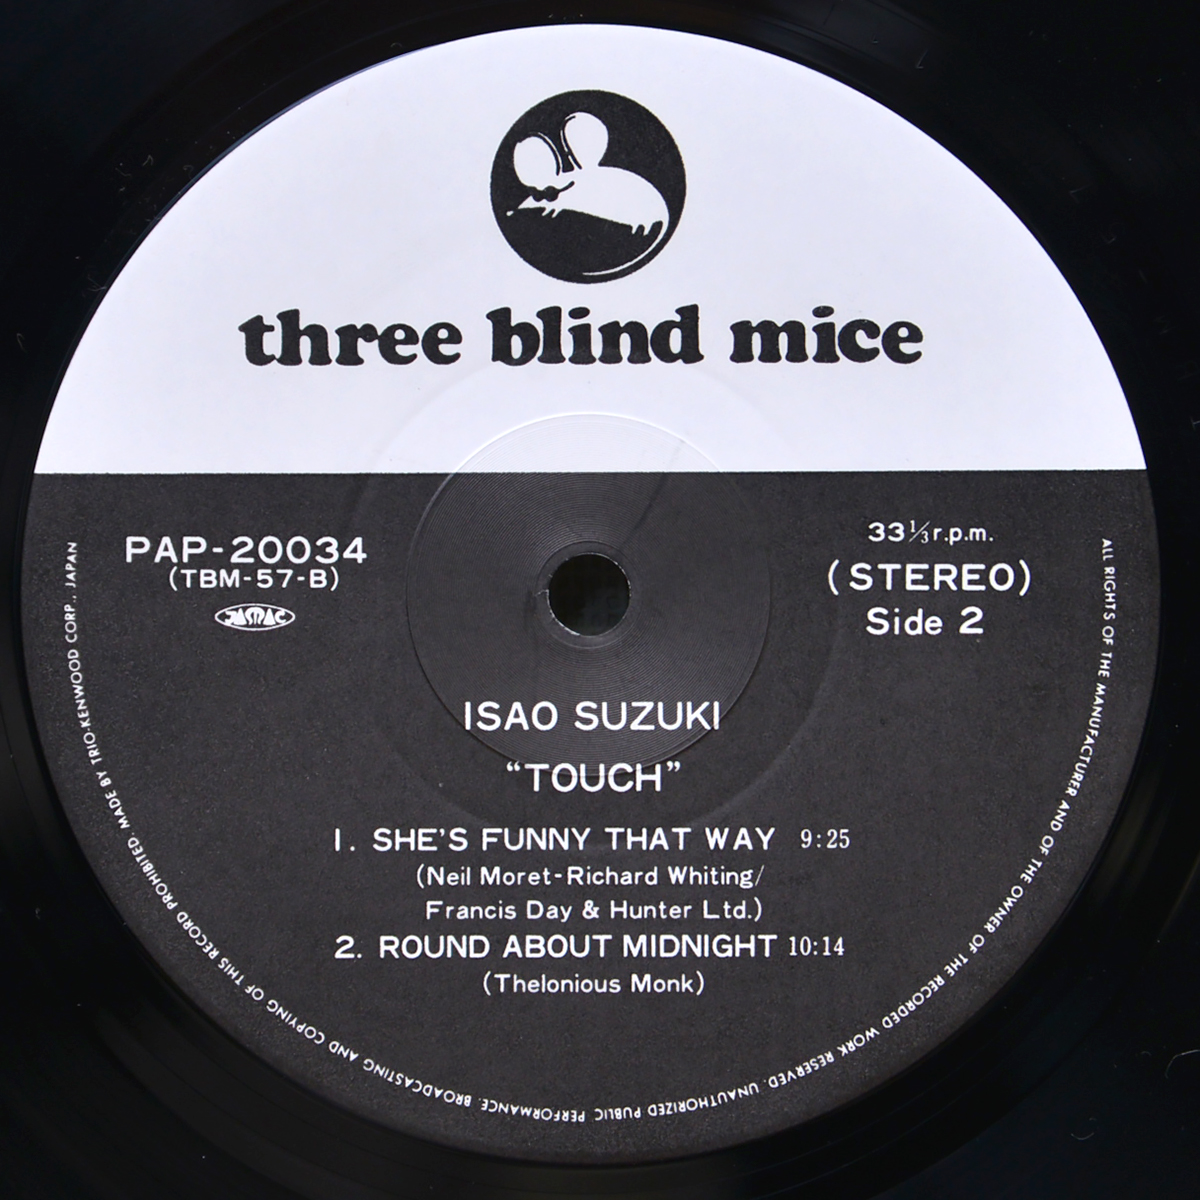 three blind mice
PAP-20034
(TBM-57-B)
JASRAC
33⅓ r.p.m.
(STEREO)
Side 2
ISAO SUZUKI
“TOUCH”
1. SHE'S FUNNY THAT WAY 9:25
(Neil Moret-Richard Whiting/
Francis Day & Hunter Ltd.)
2. ROUND ABOUT MIDNIGHT 10:14
(Thelonious Monk)
ALL RIGHTS OF THE MANUFACTURER AND OF THE OWNER OF THE RECORDED WORK RESERVED. UNAUTHORIZED PUBLIC PERFORMANCE. BROADCASTING AND COPYING OF THIS RECORD PROHIBITED. MADE BY TRIO-KENWOOD CORP., JAPAN